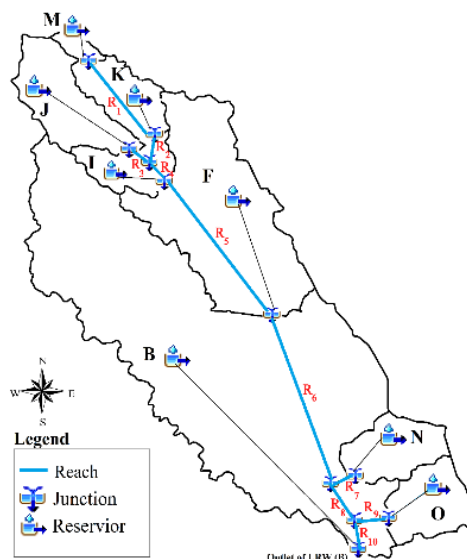 M
K
J
R1
R2
I
R3
R4
F
R5
B
R6
N
W E
S
Legend
Reach
Junction
Reservior
N
R7
R8
R9
O
R10
Outlet of LRW (B)